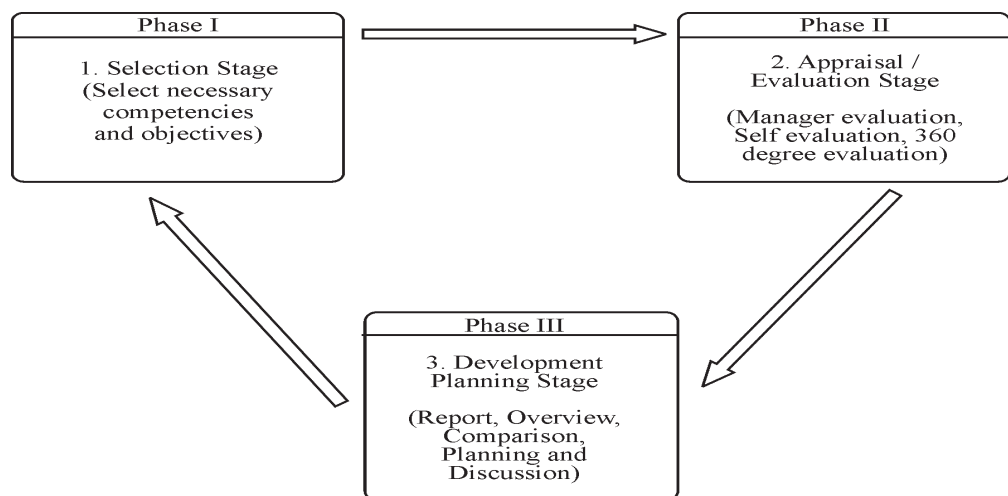 Phase I
1. Selection Stage
(Select necessary
competencies
and objectives)
Phase II
2. Appraisal /
Evaluation Stage
(Manager evaluation,
Self evaluation, 360
degree evaluation)
Phase III
3. Development
Planning Stage
(Report, Overview,
Comparison,
Planning and
Discussion)